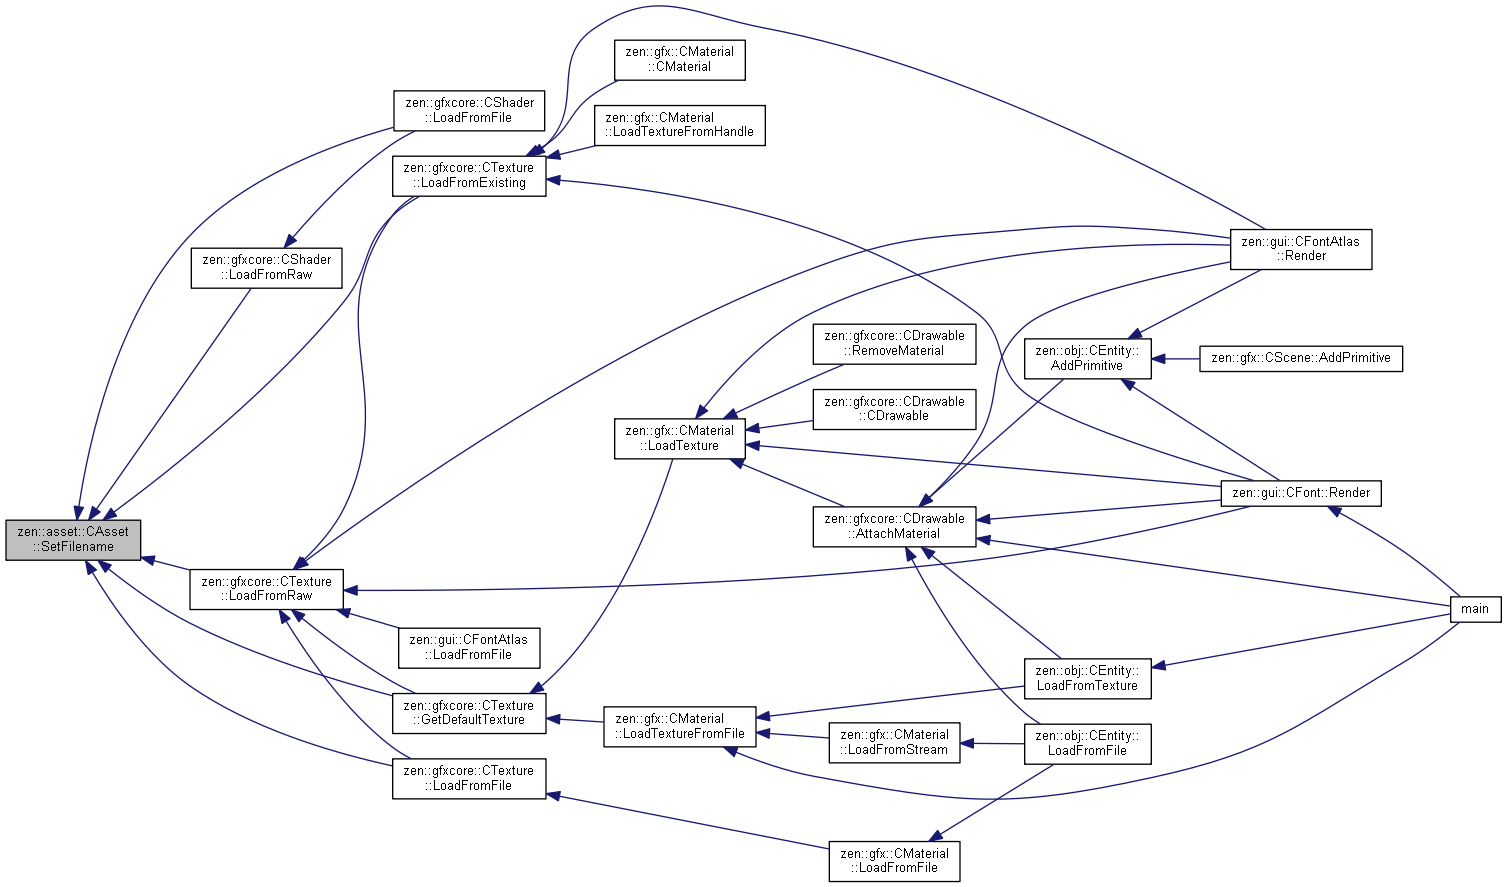 zen::gfx::CMaterial
::CMaterial
zen::gfxcore::CShader
::LoadFromFile
zen::gfx::CMaterial
::LoadTextureFromHandle
zen::gfxcore::CTexture
::LoadFromExisting
zen::gui::CFontAtlas
::Render
zen::gfxcore::CShader
::LoadFromRaw
zen::gfxcore::CDrawable
::RemoveMaterial
zen::obj::CEntity::
AddPrimitive
zen::gfx::CScene::AddPrimitive
zen::gfxcore::CDrawable
::CDrawable
zen::gfx::CMaterial
::LoadTexture
zen::gui::CFont::Render
zen::gfxcore::CDrawable
::AttachMaterial
zen::asset::CAsset
::SetFilename
zen::gfxcore::CTexture
::LoadFromRaw
main
zen::gui::CFontAtlas
::LoadFromFile
zen::obj::CEntity::
LoadFromTexture
zen::gfxcore::CTexture
::GetDefaultTexture
zen::gfx::CMaterial
::LoadTextureFromFile
zen::gfx::CMaterial
::LoadFromStream
zen::obj::CEntity::
LoadFromFile
zen::gfxcore::CTexture
::LoadFromFile
zen::gfx::CMaterial
::LoadFromFile